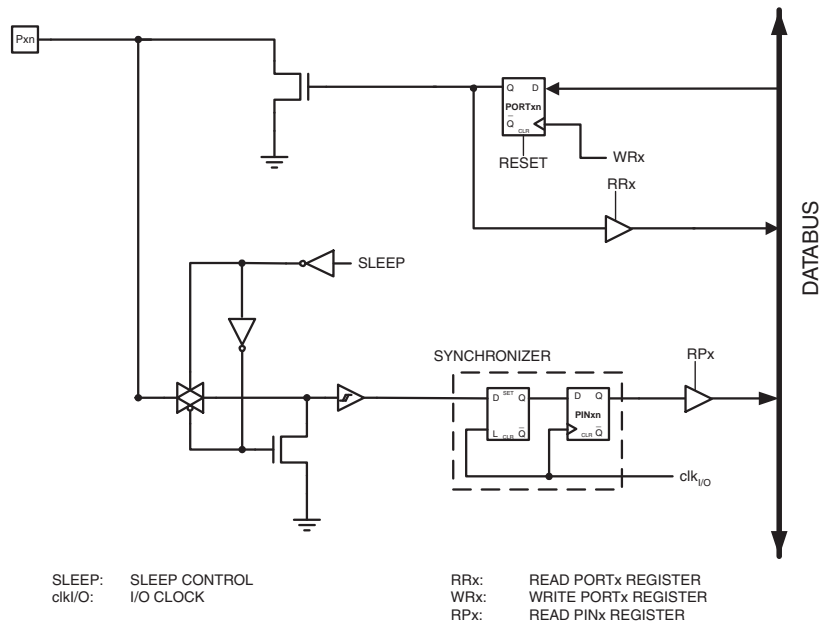 Pxn
Q D
PORTxn
Q
CLR
RESET
WRx
RRx
DATABUS
SLEEP
SYNCHRONIZER
RPx
D SET Q
L CLR Q
D Q
PINxn
CLR Q
clkI/O
SLEEP: SLEEP CONTROL
clkI/O: I/O CLOCK
RRx: READ PORTx REGISTER
WRx: WRITE PORTx REGISTER
RPx: READ PINx REGISTER